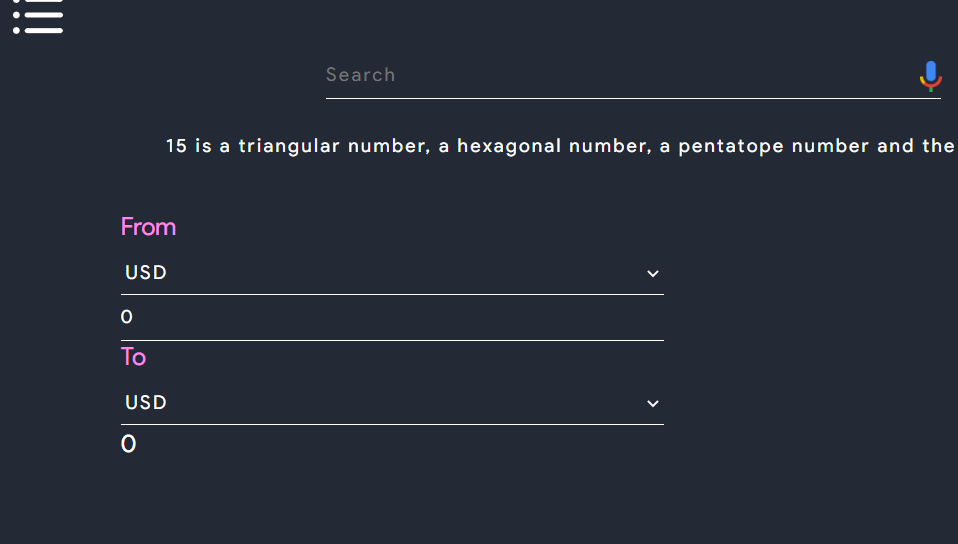 Search
15 is a triangular number, a hexagonal number, a pentatope number and the
From
USD
0
To
USD
0